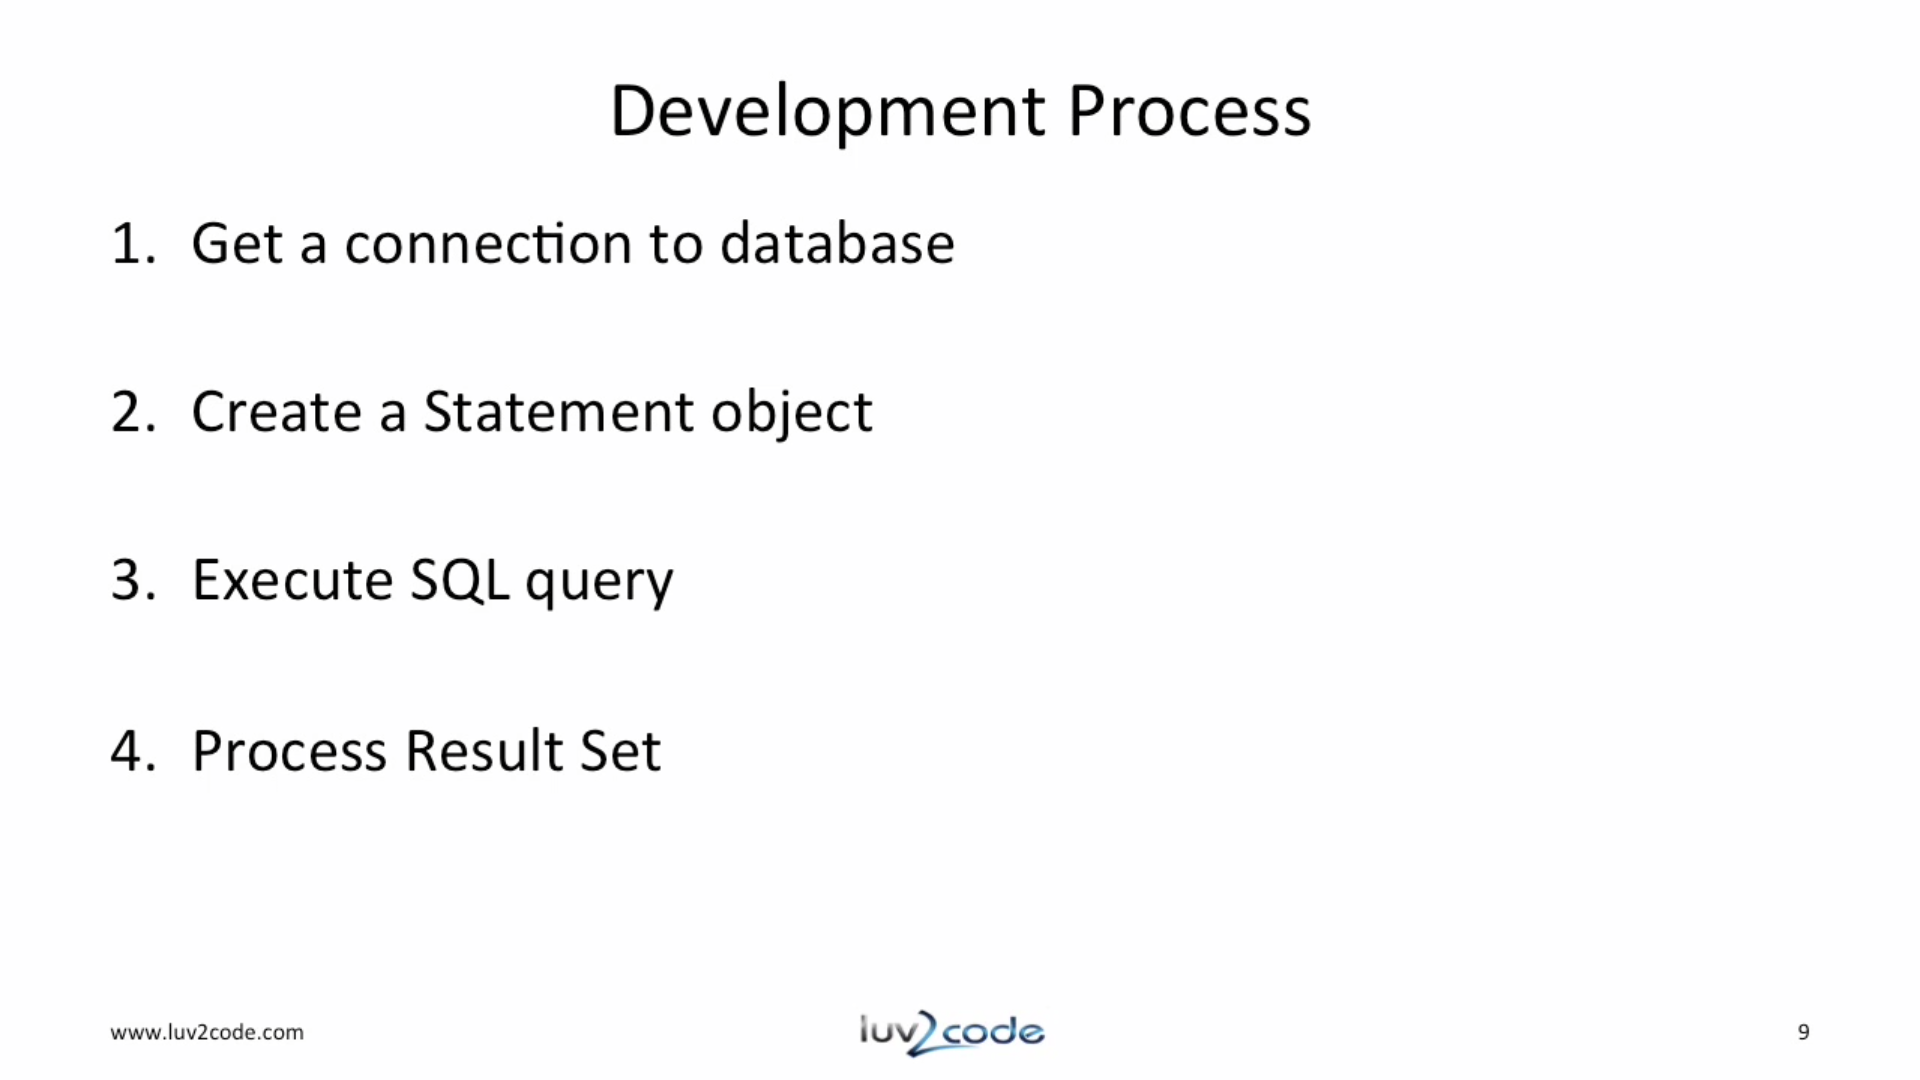 Development Process
1. Get a connection to database
2. Create a Statement object
3. Execute SQL query
4. Process Result Set
www.luv2code.com luv2code 9